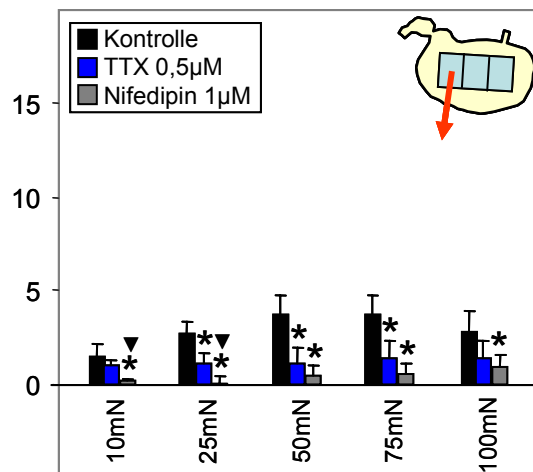 Kontrolle
TTX 0,5µM
Nifedipin 1µM
15
10
5
0
* ▼ * ▼ * * * * * *
10mN 25mN 50mN 75mN 100mN